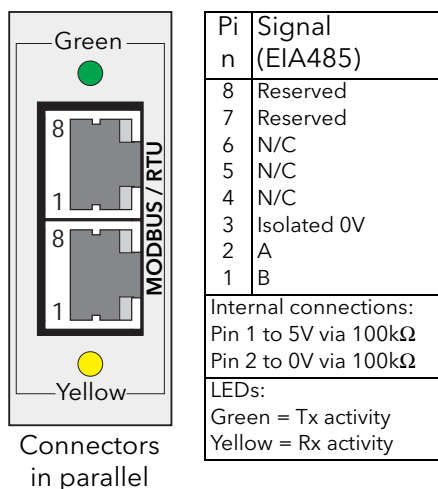 Green
8
1
8
1
MODBUS / RTU
Yellow
Connectors
in parallel
Pi Signal
n (EIA485)
8 Reserved
7 Reserved
6 N/C
5 N/C
4 N/C
3 Isolated 0V
2 A
1 B
Internal connections:
Pin 1 to 5V via 100kΩ
Pin 2 to 0V via 100kΩ
LEDs:
Green = Tx activity
Yellow = Rx activity